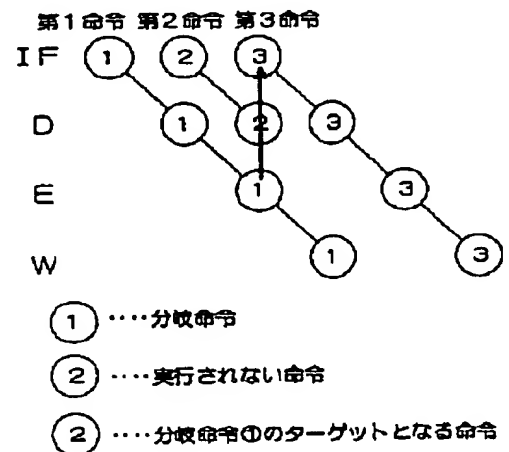 第1命令 第2命令 第3命令
IF 1 2 3
D 1 2 3
E 1 3
W 1 3
1 ‥‥分岐命令
2 ‥‥実行されない命令
2 ‥‥分岐命令①のターゲットとなる命令